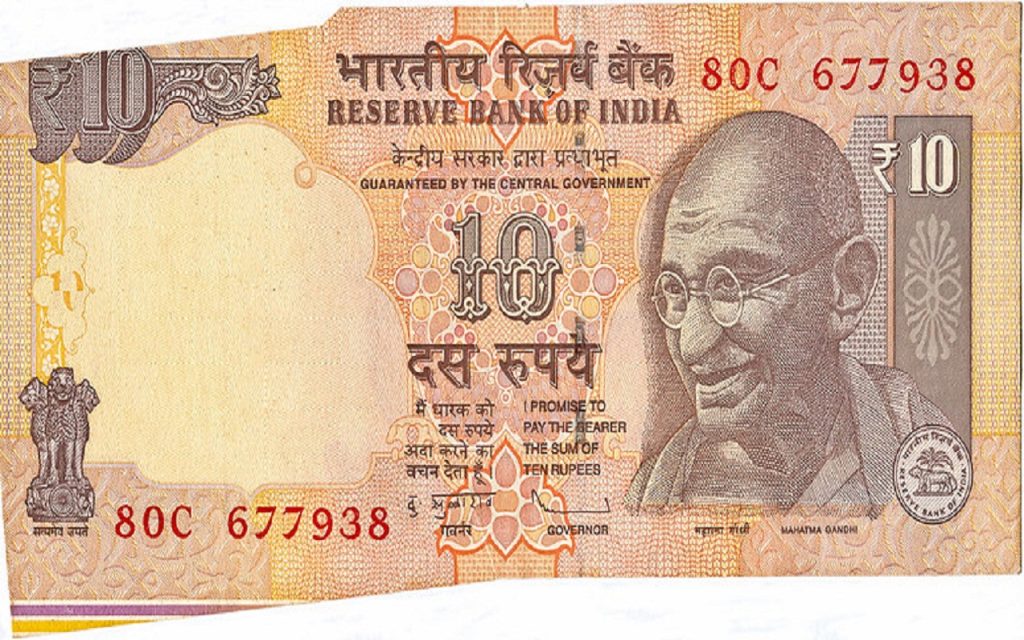 ₹10
भारतीय रिज़र्व बैंक
RESERVE BANK OF INDIA
80C 677938
केन्द्रीय सरकार द्वारा प्रत्याभूत
GUARANTEED BY THE CENTRAL GOVERNMENT
₹10
10
दस रुपये
मैं धारक को
दस रुपये
अदा करने का
वचन देता हूँ
I PROMISE TO
PAY THE BEARER
THE SUM OF
TEN RUPEES
गवर्नर
GOVERNOR
सत्यमेव जयते
80C 677938
महात्मा गांधी
MAHATMA GANDHI
भारतीय रिज़र्व बैंक
RESERVE BANK OF INDIA